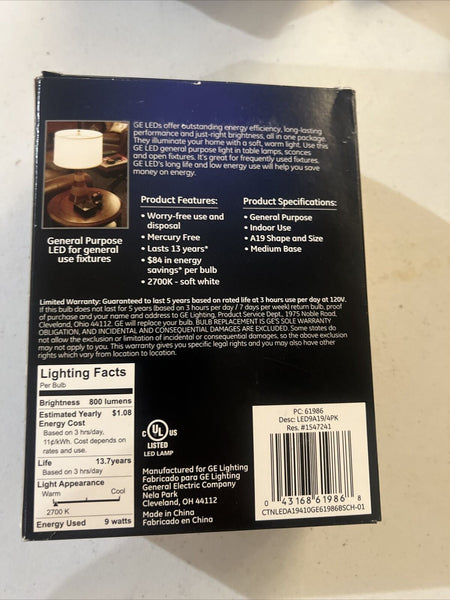 GE LEDs offer outstanding energy efficiency, long-lasting
performance and just-right brightness, all in one package.
They illuminate your home with a soft, warm light. Use this
GE LED general purpose light in table lamps, sconces
and open fixtures. It's great for frequently used fixtures.
GE LED's long life and low energy use will help you save
money on energy.
General Purpose
LED for general
use fixtures
Product Features:
• Worry-free use and
disposal
• Mercury Free
• Lasts 13 years*
• $84 in energy
savings* per bulb
• 2700K - soft white
Product Specifications:
• General Purpose
• Indoor Use
• A19 Shape and Size
• Medium Base
Limited Warranty: Guaranteed to last 5 years based on rated life at 3 hours use per day at 120V.
If this bulb does not last for 5 years (based on 3 hours per day / 7 days per week) return bulb, proof
of purchase and your name and address to GE Lighting, Product Service Dept., 1975 Noble Road,
Cleveland, Ohio 44112. GE will replace your bulb. BULB REPLACEMENT IS GE'S SOLE WARRANTY
OBLIGATION, AND INCIDENTAL AND CONSEQUENTIAL DAMAGES ARE EXCLUDED. Some states do
not allow the exclusion or limitation of incidental or consequential damages, so the above exclusion
may not apply to you. This warranty gives you specific legal rights and you may also have other
rights which vary from location to location.
Lighting Facts
Per Bulb
Brightness 800 lumens
Estimated Yearly $1.08
Energy Cost
Based on 3 hrs/day,
11¢/kWh. Cost depends on
rates and use.
Life 13.7years
Based on 3 hrs/day
Light Appearance
Warm Cool
2700 K
Energy Used 9 watts
C UL US
LISTED
LED LAMP
Manufactured for GE Lighting
Fabricado para GE Lighting
General Electric Company
Nela Park
Cleveland, OH 44112
Made in China
Fabricado en China
PC: 61986
Desc: LED9A19/4PK
Res. #1547241
0 43168 61986 8
CTNLEDA19410GE61986BSCH-01